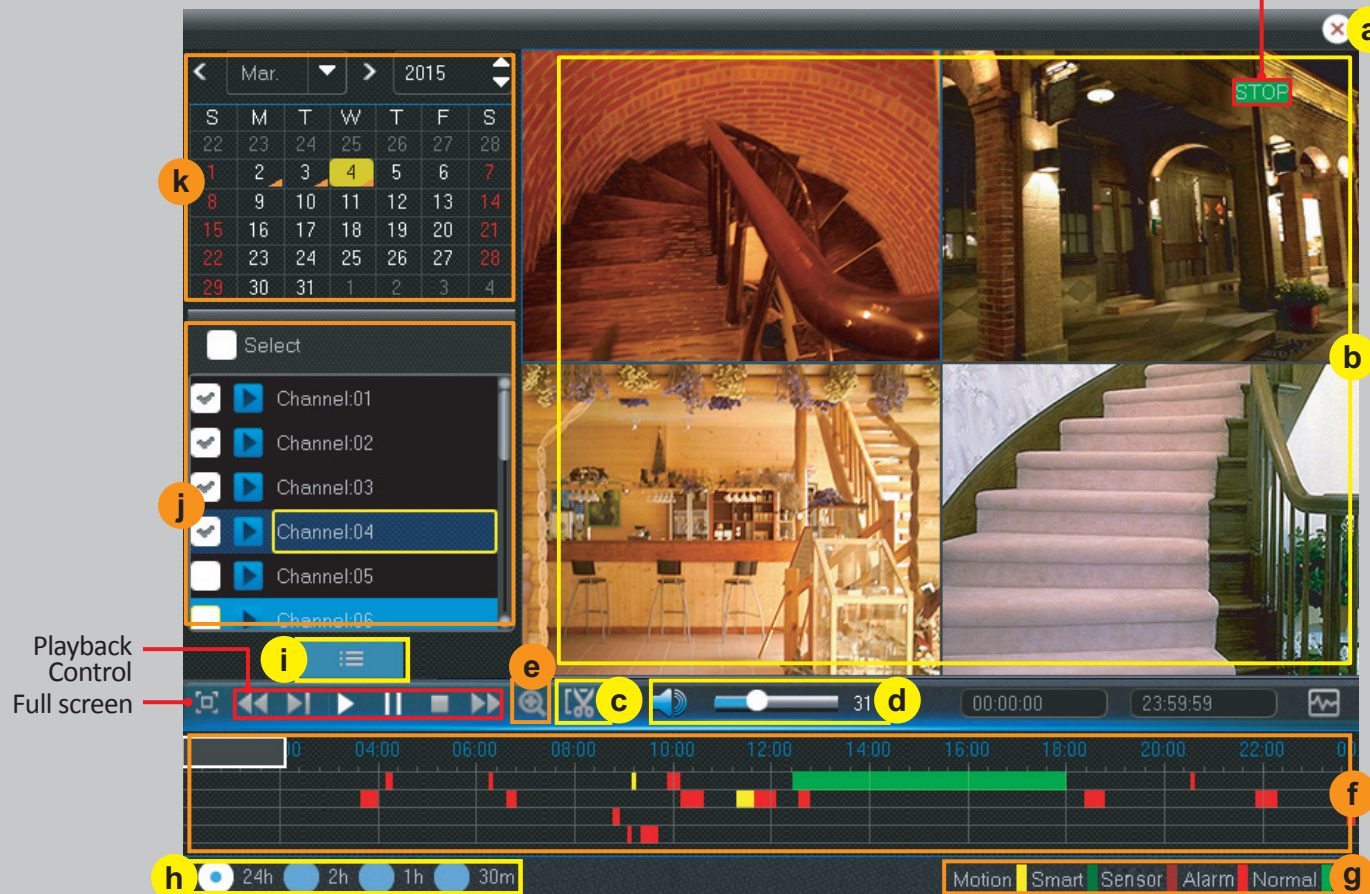 a
Mar. 2015
STOP
S M T W T F S
22 23 24 25 26 27 28
1 2 3 4 5 6 7
8 9 10 11 12 13 14
15 16 17 18 19 20 21
22 23 24 25 26 27 28
29 30 31 1 2 3 4
k
b
Select
Channel:01
Channel:02
Channel:03
Channel:04
Channel:05
Channel:06
j
Playback
Control
i
e
Full screen
c
31
d
00:00:00
23:59:59
04:00 06:00 08:00 10:00 12:00 14:00 16:00 18:00 20:00 22:00
f
h
24h 2h 1h 30m
Motion Smart Sensor Alarm Normal
g